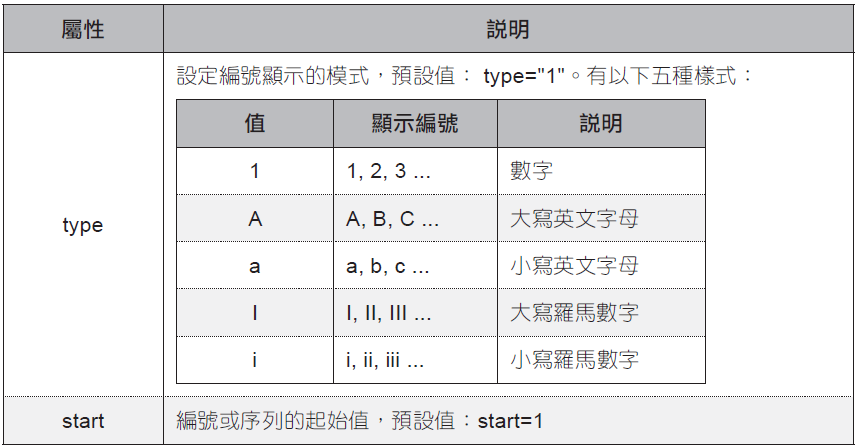 屬性 説明
type
設定編號顯示的模式，預設值： type="1"。有以下五種樣式：
值 顯示編號 説明
1 1, 2, 3 ... 數字
A A, B, C ... 大寫英文字母
a a, b, c ... 小寫英文字母
I I, II, III ... 大寫羅馬數字
i i, ii, iii ... 小寫羅馬數字
start 編號或序列的起始值，預設值：start=1